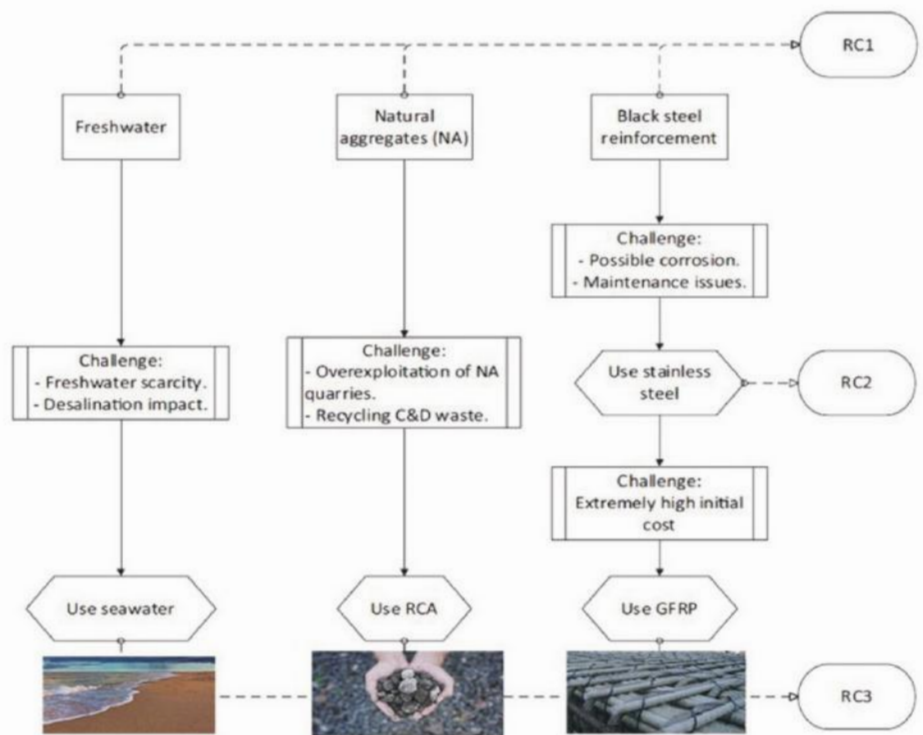 RC1
Freshwater
Natural
aggregates (NA)
Black steel
reinforcement
Challenge:
- Possible corrosion.
- Maintenance issues.
Challenge:
- Freshwater scarcity.
- Desalination impact.
Challenge:
- Overexploitation of NA
quarries.
- Recycling C&D waste.
Use stainless
steel
RC2
Challenge:
Extremely high initial
cost
Use seawater
Use RCA
Use GFRP
RC3